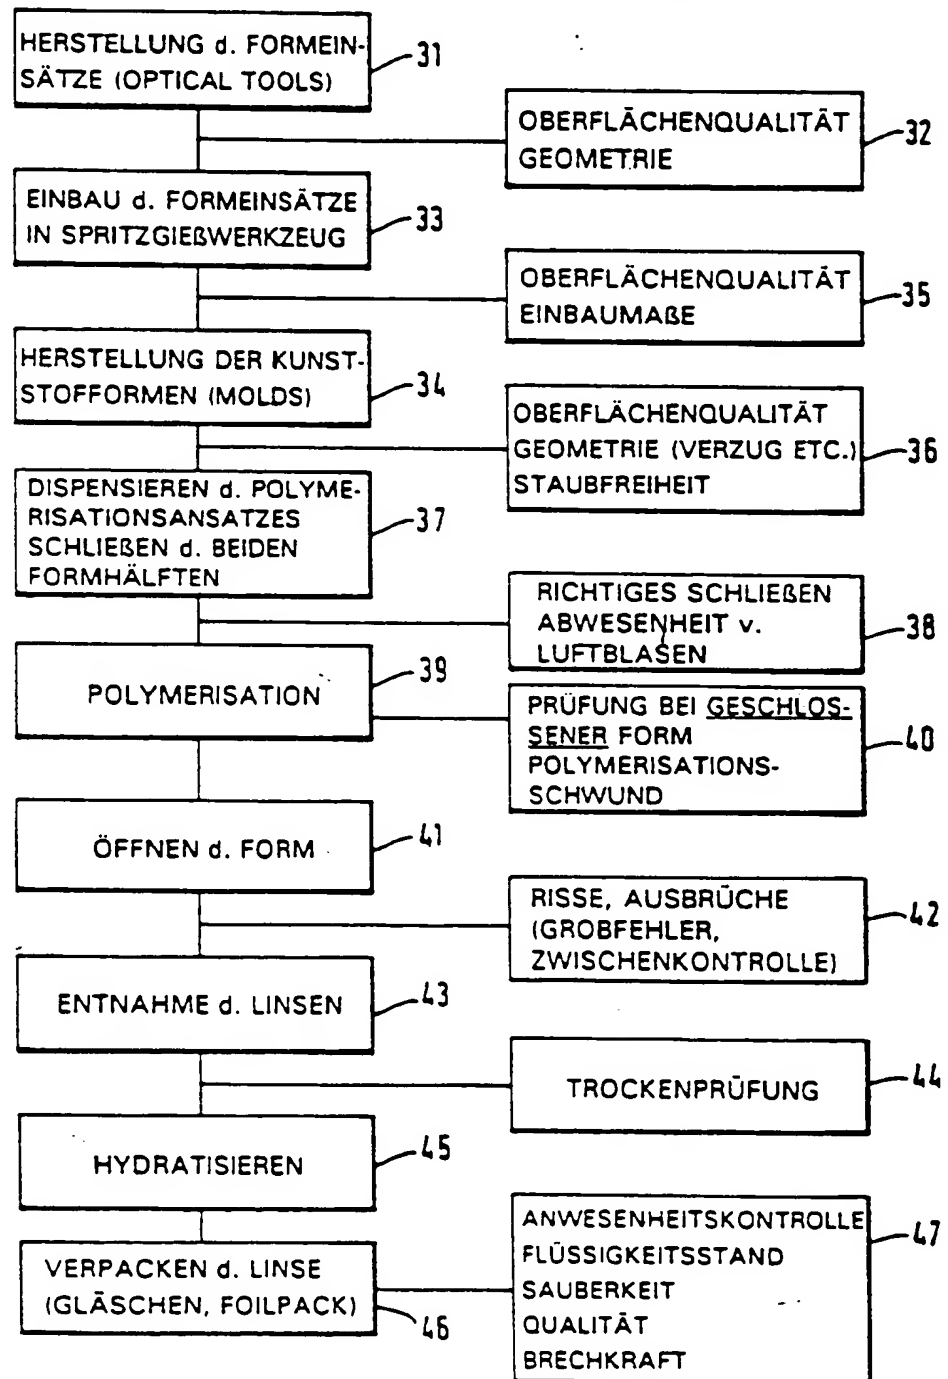 HERSTELLUNG d. FORMEIN-
SÄTZE (OPTICAL TOOLS)
31
OBERFLÄCHENQUALITÄT
GEOMETRIE
32
EINBAU d. FORMEINSÄTZE
IN SPRITZGIEßWERKZEUG
33
OBERFLÄCHENQUALITÄT
EINBAUMAßE
35
HERSTELLUNG DER KUNST-
STOFFORMEN (MOLDS)
34
OBERFLÄCHENQUALITÄT
GEOMETRIE (VERZUG ETC.)
STAUBFREIHEIT
36
DISPENSIEREN d. POLYME-
RISATIONSANSATZES
SCHLIEßEN d. BEIDEN
FORMHÄLFTEN
37
RICHTIGES SCHLIEßEN
ABWESENHEIT v.
LUFTBLASEN
38
POLYMERISATION
39
PRÜFUNG BEI GESCHLOS-
SENER FORM
POLYMERISATIONS-
SCHWUND
40
ÖFFNEN d. FORM
41
RISSE, AUSBRÜCHE
(GROBFEHLER,
ZWISCHENKONTROLLE)
42
ENTNAHME d. LINSEN
43
TROCKENPRÜFUNG
44
HYDRATISIEREN
45
VERPACKEN d. LINSE
(GLÄSCHEN, FOILPACK)
46
ANWESENHEITSKONTROLLE
FLÜSSIGKEITSSTAND
SAUBERKEIT
QUALITÄT
BRECHKRAFT
47